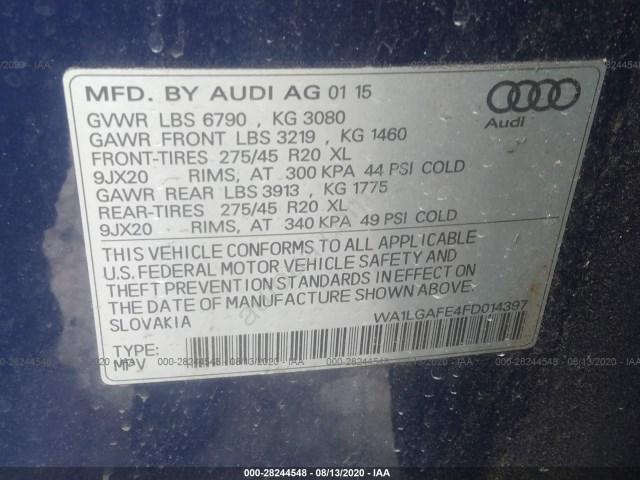 MFD. BY AUDI AG 01 15
GVWR LBS 6790 , KG 3080
GAWR FRONT LBS 3219 , KG 1460
FRONT-TIRES 275/45 R20 XL
9JX20 RIMS, AT 300 KPA 44 PSI COLD
GAWR REAR LBS 3913 , KG 1775
REAR-TIRES 275/45 R20 XL
9JX20 RIMS, AT 340 KPA 49 PSI COLD
Audi
THIS VEHICLE CONFORMS TO ALL APPLICABLE
U.S. FEDERAL MOTOR VEHICLE SAFETY AND
THEFT PREVENTION STANDARDS IN EFFECT ON
THE DATE OF MANUFACTURE SHOWN ABOVE.
SLOVAKIA
WA1LGAFE4FD014397
TYPE:
MPV
000-28244548 - 08/13/2020 - IAA